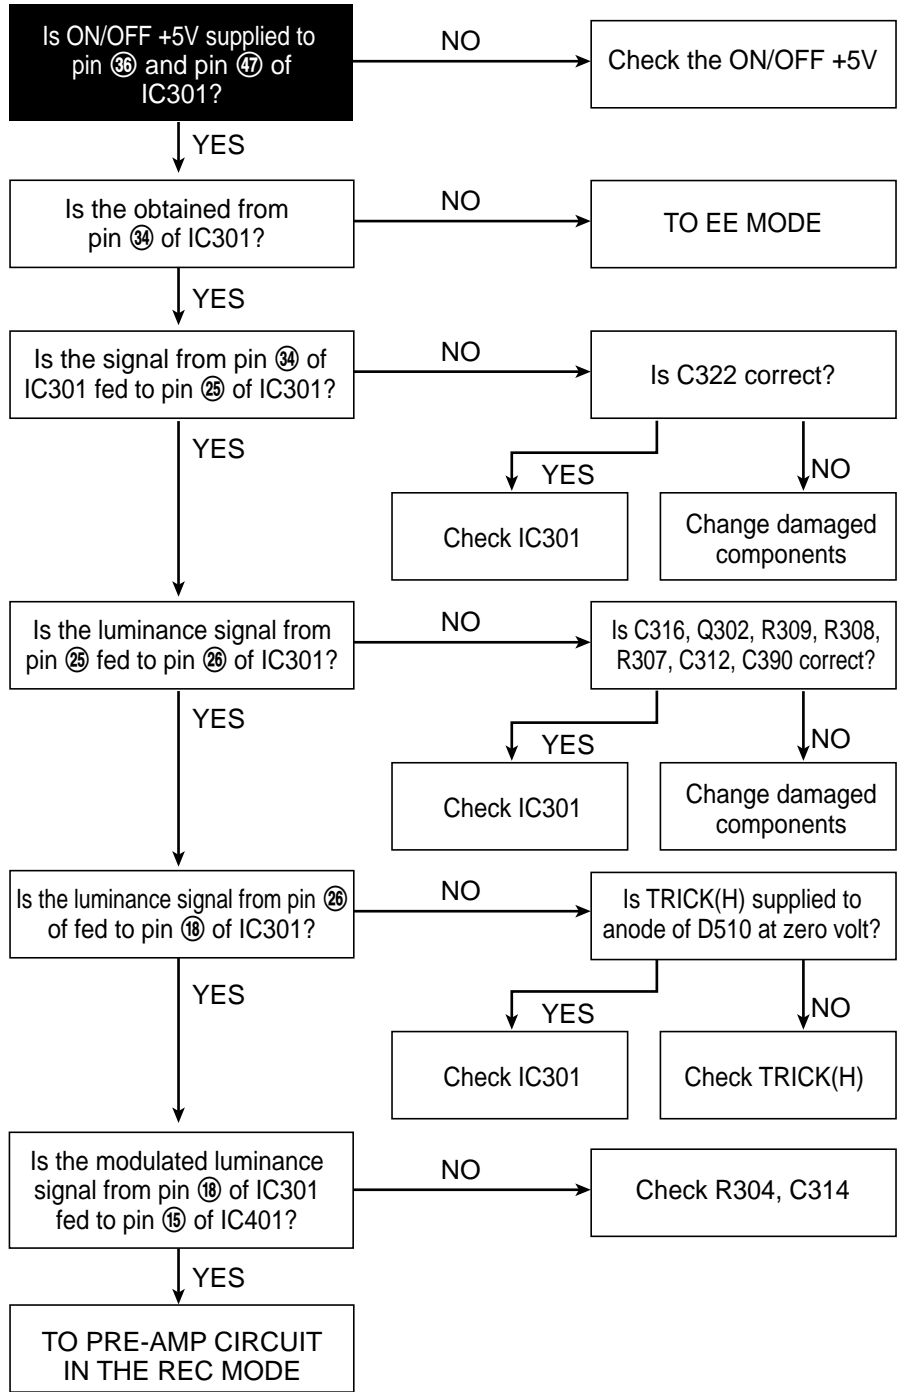 Is ON/OFF +5V supplied to
pin ㊱ and pin ㊼ of
IC301?
NO
Check the ON/OFF +5V
YES
Is the obtained from
pin ㉞ of IC301?
NO
TO EE MODE
YES
Is the signal from pin ㉞ of
IC301 fed to pin ㉕ of IC301?
NO
Is C322 correct?
YES
YES
NO
Check IC301
Change damaged
components
Is the luminance signal from
pin ㉕ fed to pin ㉖ of IC301?
NO
Is C316, Q302, R309, R308,
R307, C312, C390 correct?
YES
YES
NO
Check IC301
Change damaged
components
Is the luminance signal from pin ㉖
of fed to pin ⑱ of IC301?
NO
Is TRICK(H) supplied to
anode of D510 at zero volt?
YES
YES
NO
Check IC301
Check TRICK(H)
Is the modulated luminance
signal from pin ⑱ of IC301
fed to pin ⑮ of IC401?
NO
Check R304, C314
YES
TO PRE-AMP CIRCUIT
IN THE REC MODE